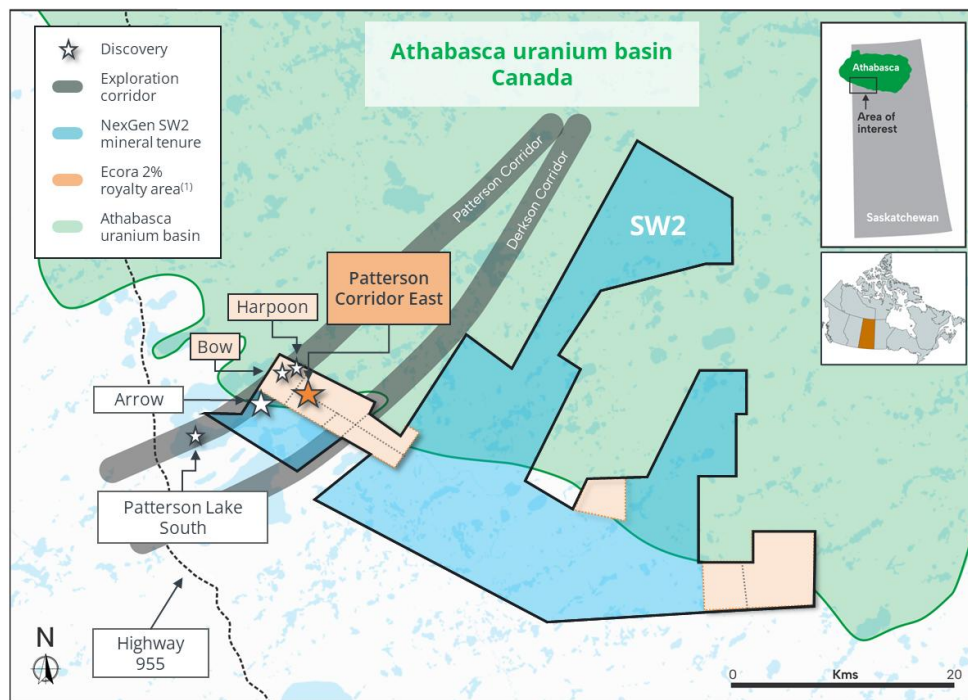 Athabasca uranium basin
Canada
Discovery
Exploration
corridor
NexGen SW2
mineral tenure
Ecora 2%
royalty area(1)
Athabasca
uranium basin
Athabasca
Area of
interest
Saskatchewan
Patterson Corridor
Derkson Corridor
SW2
Patterson
Corridor East
Harpoon
Bow
Arrow
Patterson Lake
South
Highway
955
N
0 Kms 20